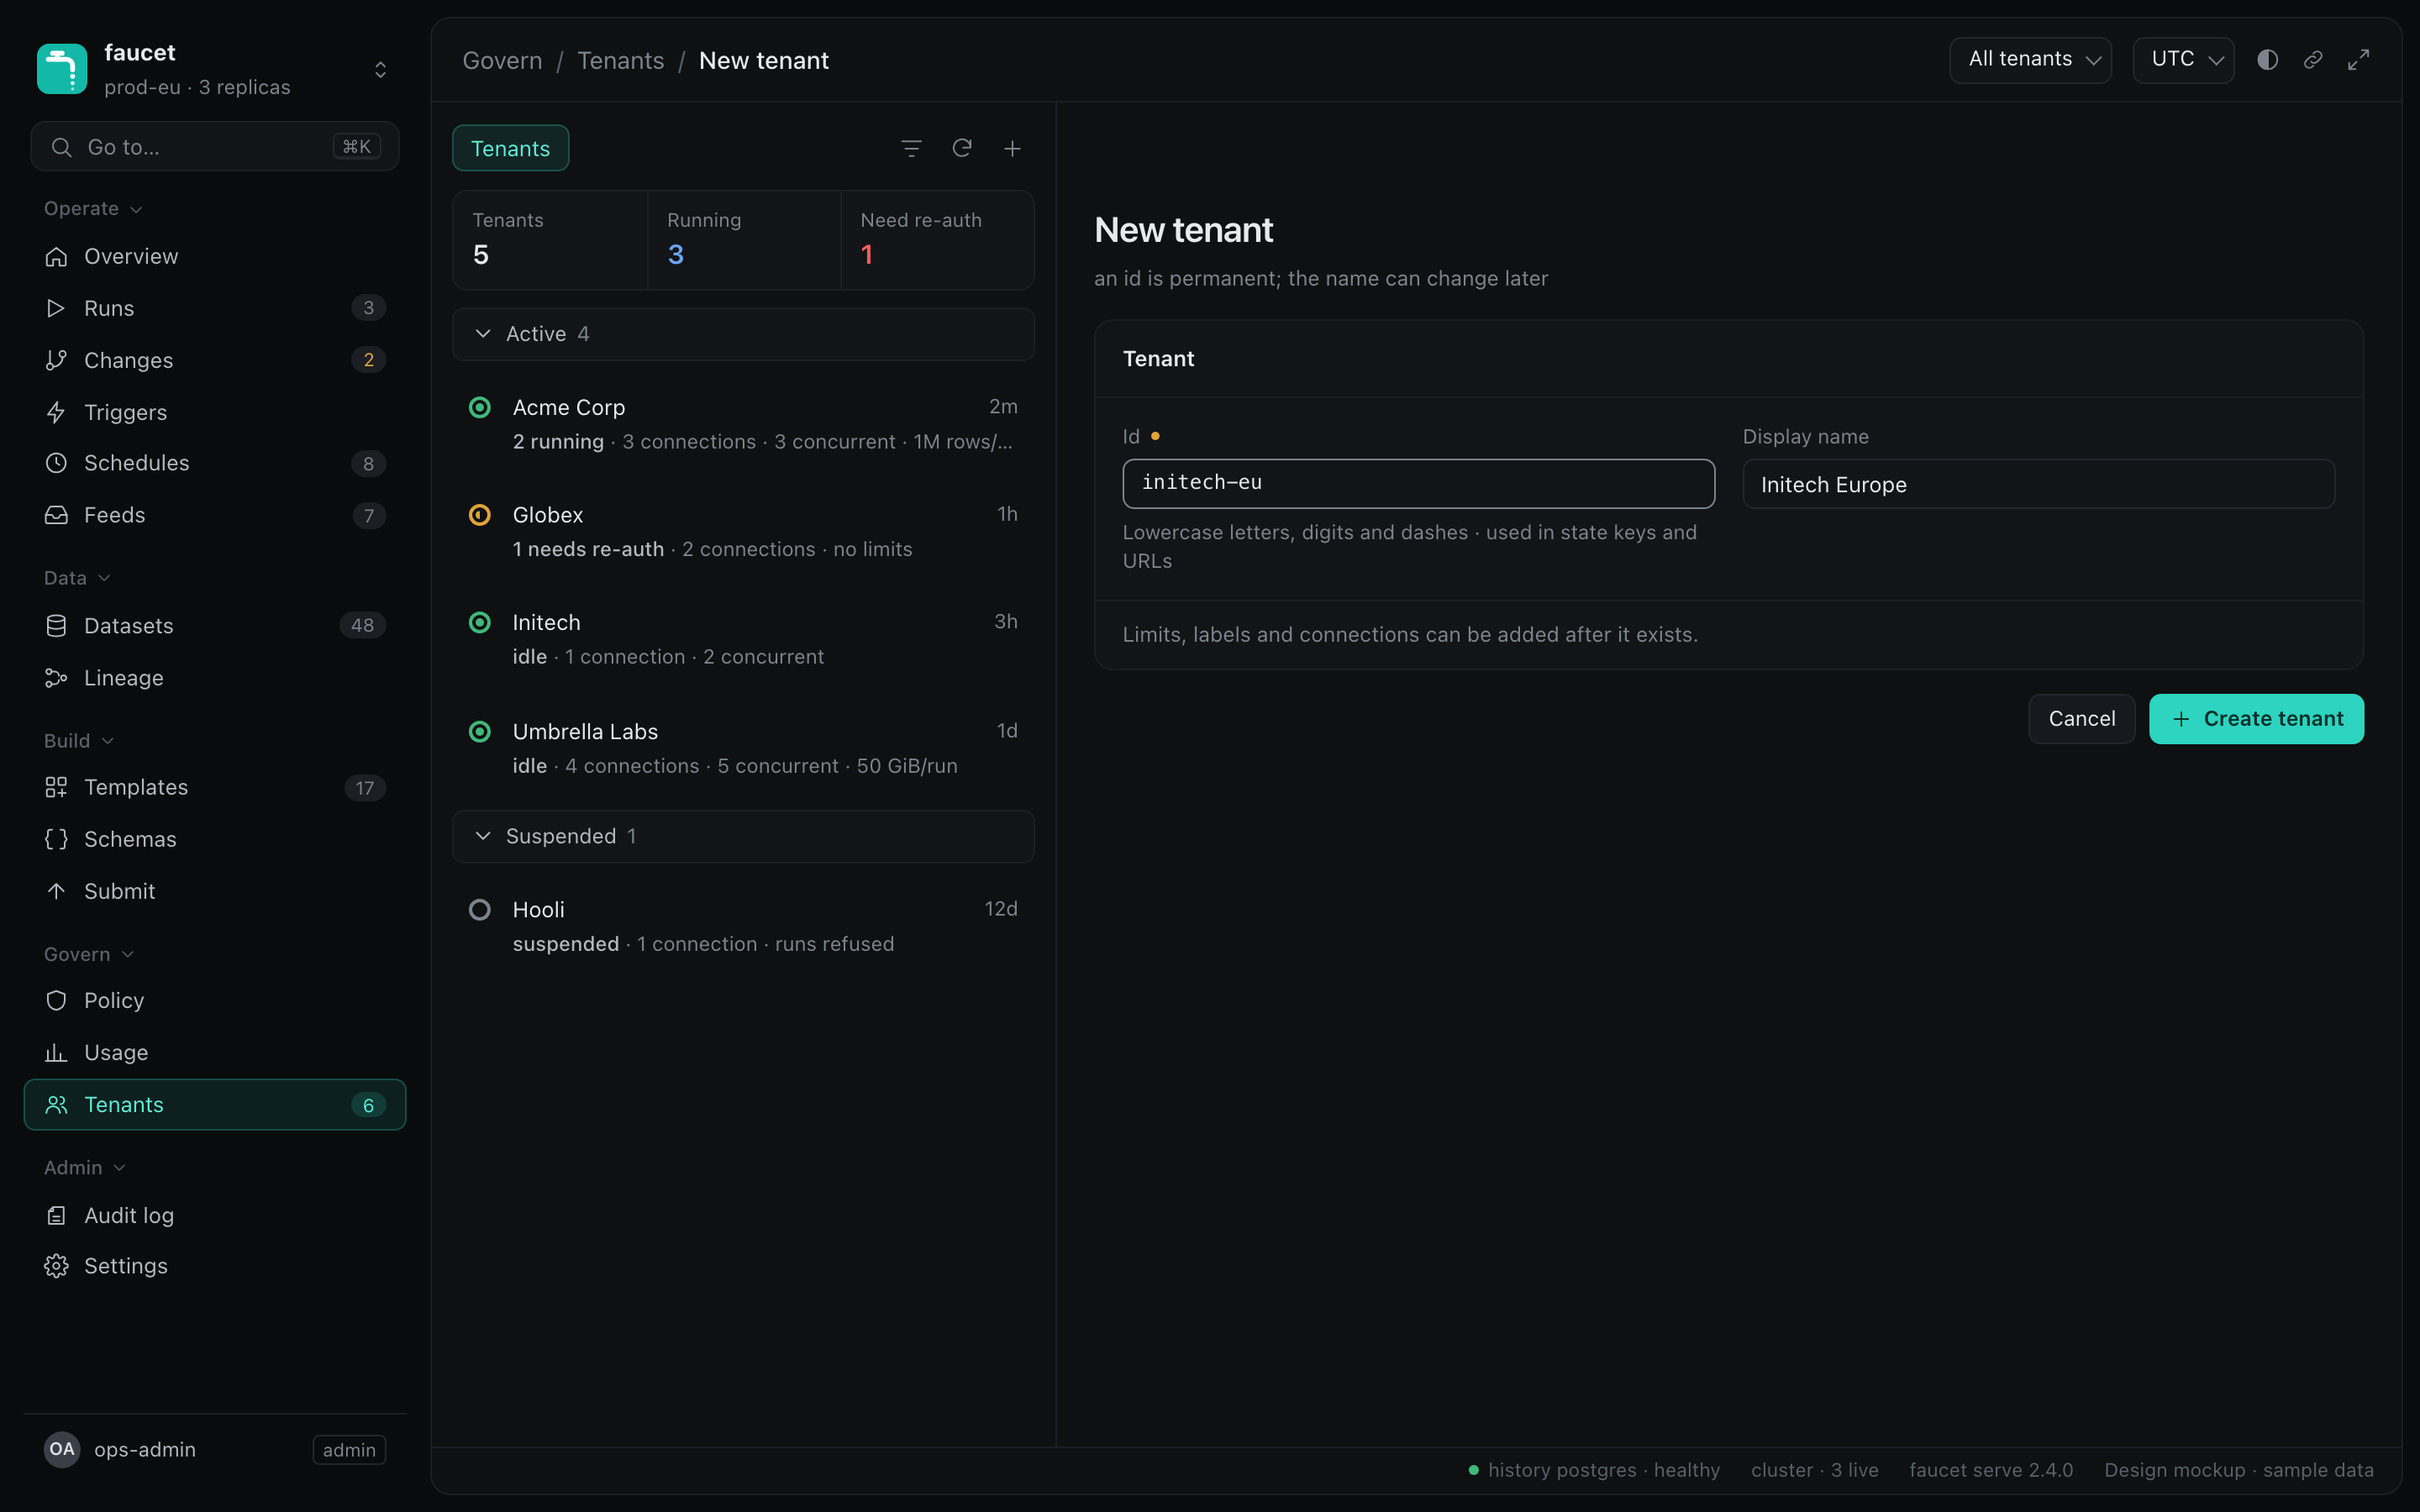 faucet
prod-eu · 3 replicas
Go to... ⌘K
Operate
Overview
Runs 3
Changes 2
Triggers
Schedules 8
Feeds 7
Data
Datasets 48
Lineage
Build
Templates 17
Schemas
Submit
Govern
Policy
Usage
Tenants 6
Admin
Audit log
Settings
OA ops-admin admin
Govern / Tenants / New tenant
All tenants UTC
Tenants
Tenants Running Need re-auth
5 3 1
Active 4
Acme Corp 2m
2 running · 3 connections · 3 concurrent · 1M rows/...
Globex 1h
1 needs re-auth · 2 connections · no limits
Initech 3h
idle · 1 connection · 2 concurrent
Umbrella Labs 1d
idle · 4 connections · 5 concurrent · 50 GiB/run
Suspended 1
Hooli 12d
suspended · 1 connection · runs refused
New tenant
an id is permanent; the name can change later
Tenant
Id Display name
initech-eu Initech Europe
Lowercase letters, digits and dashes · used in state keys and
URLs
Limits, labels and connections can be added after it exists.
Cancel Create tenant
history postgres · healthy cluster · 3 live faucet serve 2.4.0 Design mockup · sample data